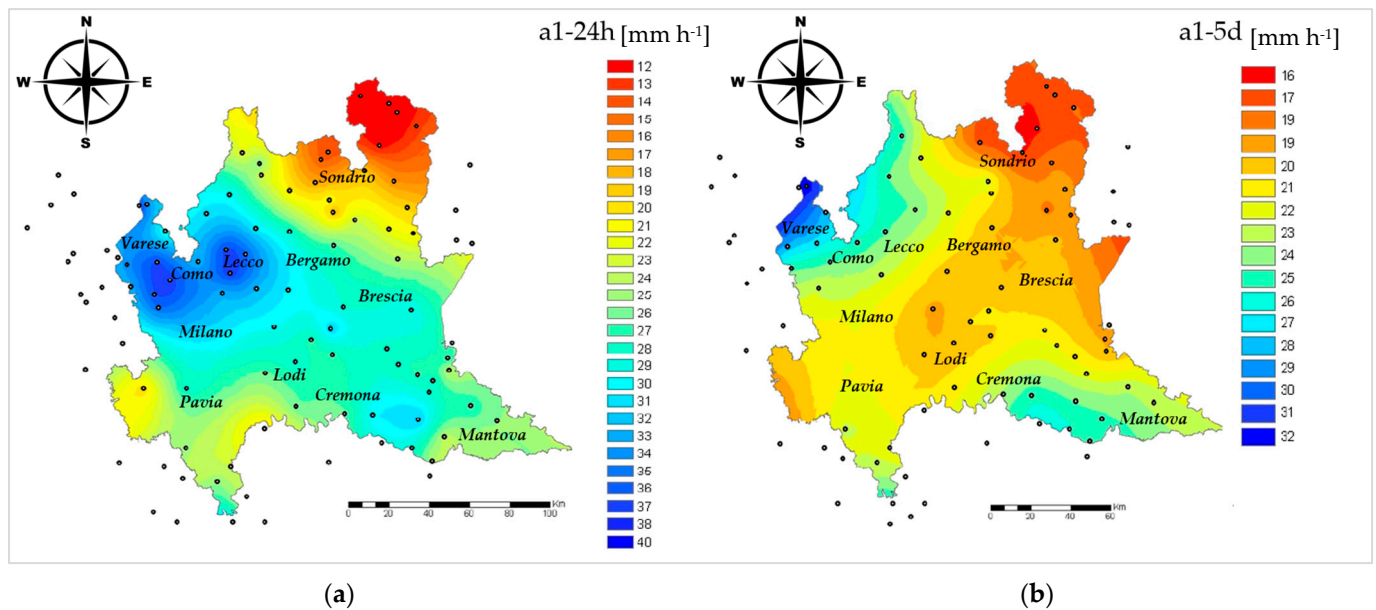 a1-24h [mm h-1]
N
W E
S
12
13
14
15
16
17
18
19
20
21
22
23
24
25
26
27
28
29
30
31
32
33
34
35
36
37
38
40
Sondrio
Varese
Como
Lecco
Bergamo
Brescia
Milano
Lodi
Pavia
Cremona
Mantova
0 20 40 60 80 100
Km
(a)
a1-5d [mm h-1]
N
W E
S
16
17
19
19
20
21
22
23
24
25
26
27
28
29
30
31
32
Sondrio
Varese
Como
Lecco
Bergamo
Brescia
Milano
Lodi
Pavia
Cremona
Mantova
0 20 40 60
Km
(b)